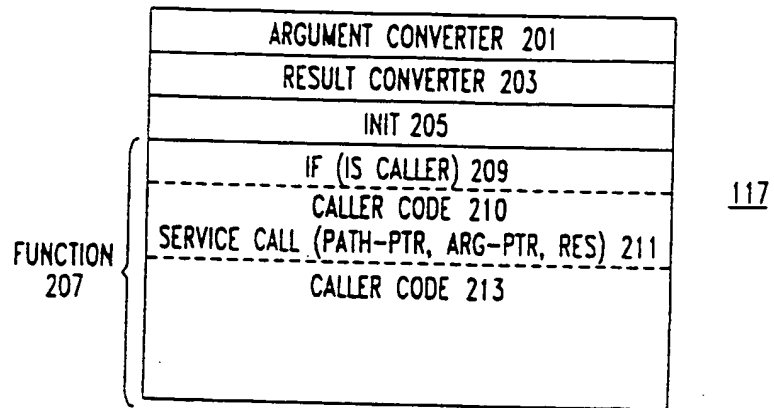 ARGUMENT CONVERTER 201
RESULT CONVERTER 203
INIT 205
IF (IS CALLER) 209
117
CALLER CODE 210
SERVICE CALL (PATH-PTR, ARG-PTR, RES) 211
FUNCTION
207
CALLER CODE 213